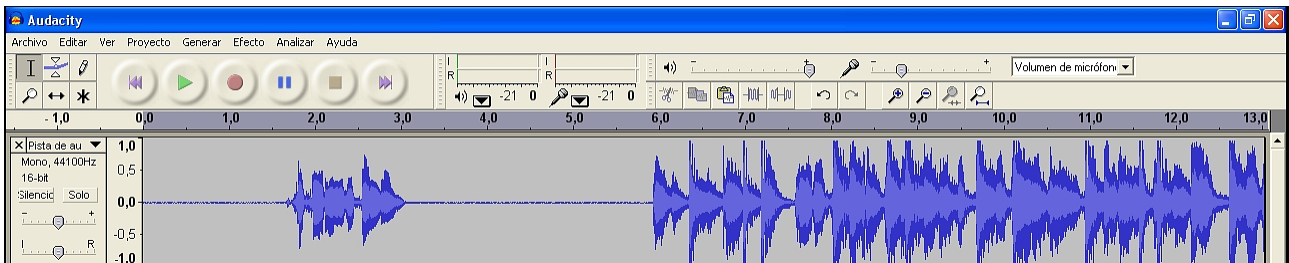 Audacity
Archivo Editar Ver Proyecto Generar Efecto Analizar Ayuda
I
R
-21 0
I
R
-21 0
- +
- +
Volumen de micrófon
- 1,0 0,0 1,0 2,0 3,0 4,0 5,0 6,0 7,0 8,0 9,0 10,0 11,0 12,0 13,0
Pista de au
Mono, 44100Hz
16-bit
Silencic Solo
- +
I R
1,0
0,5
0,0
-0,5
-1,0